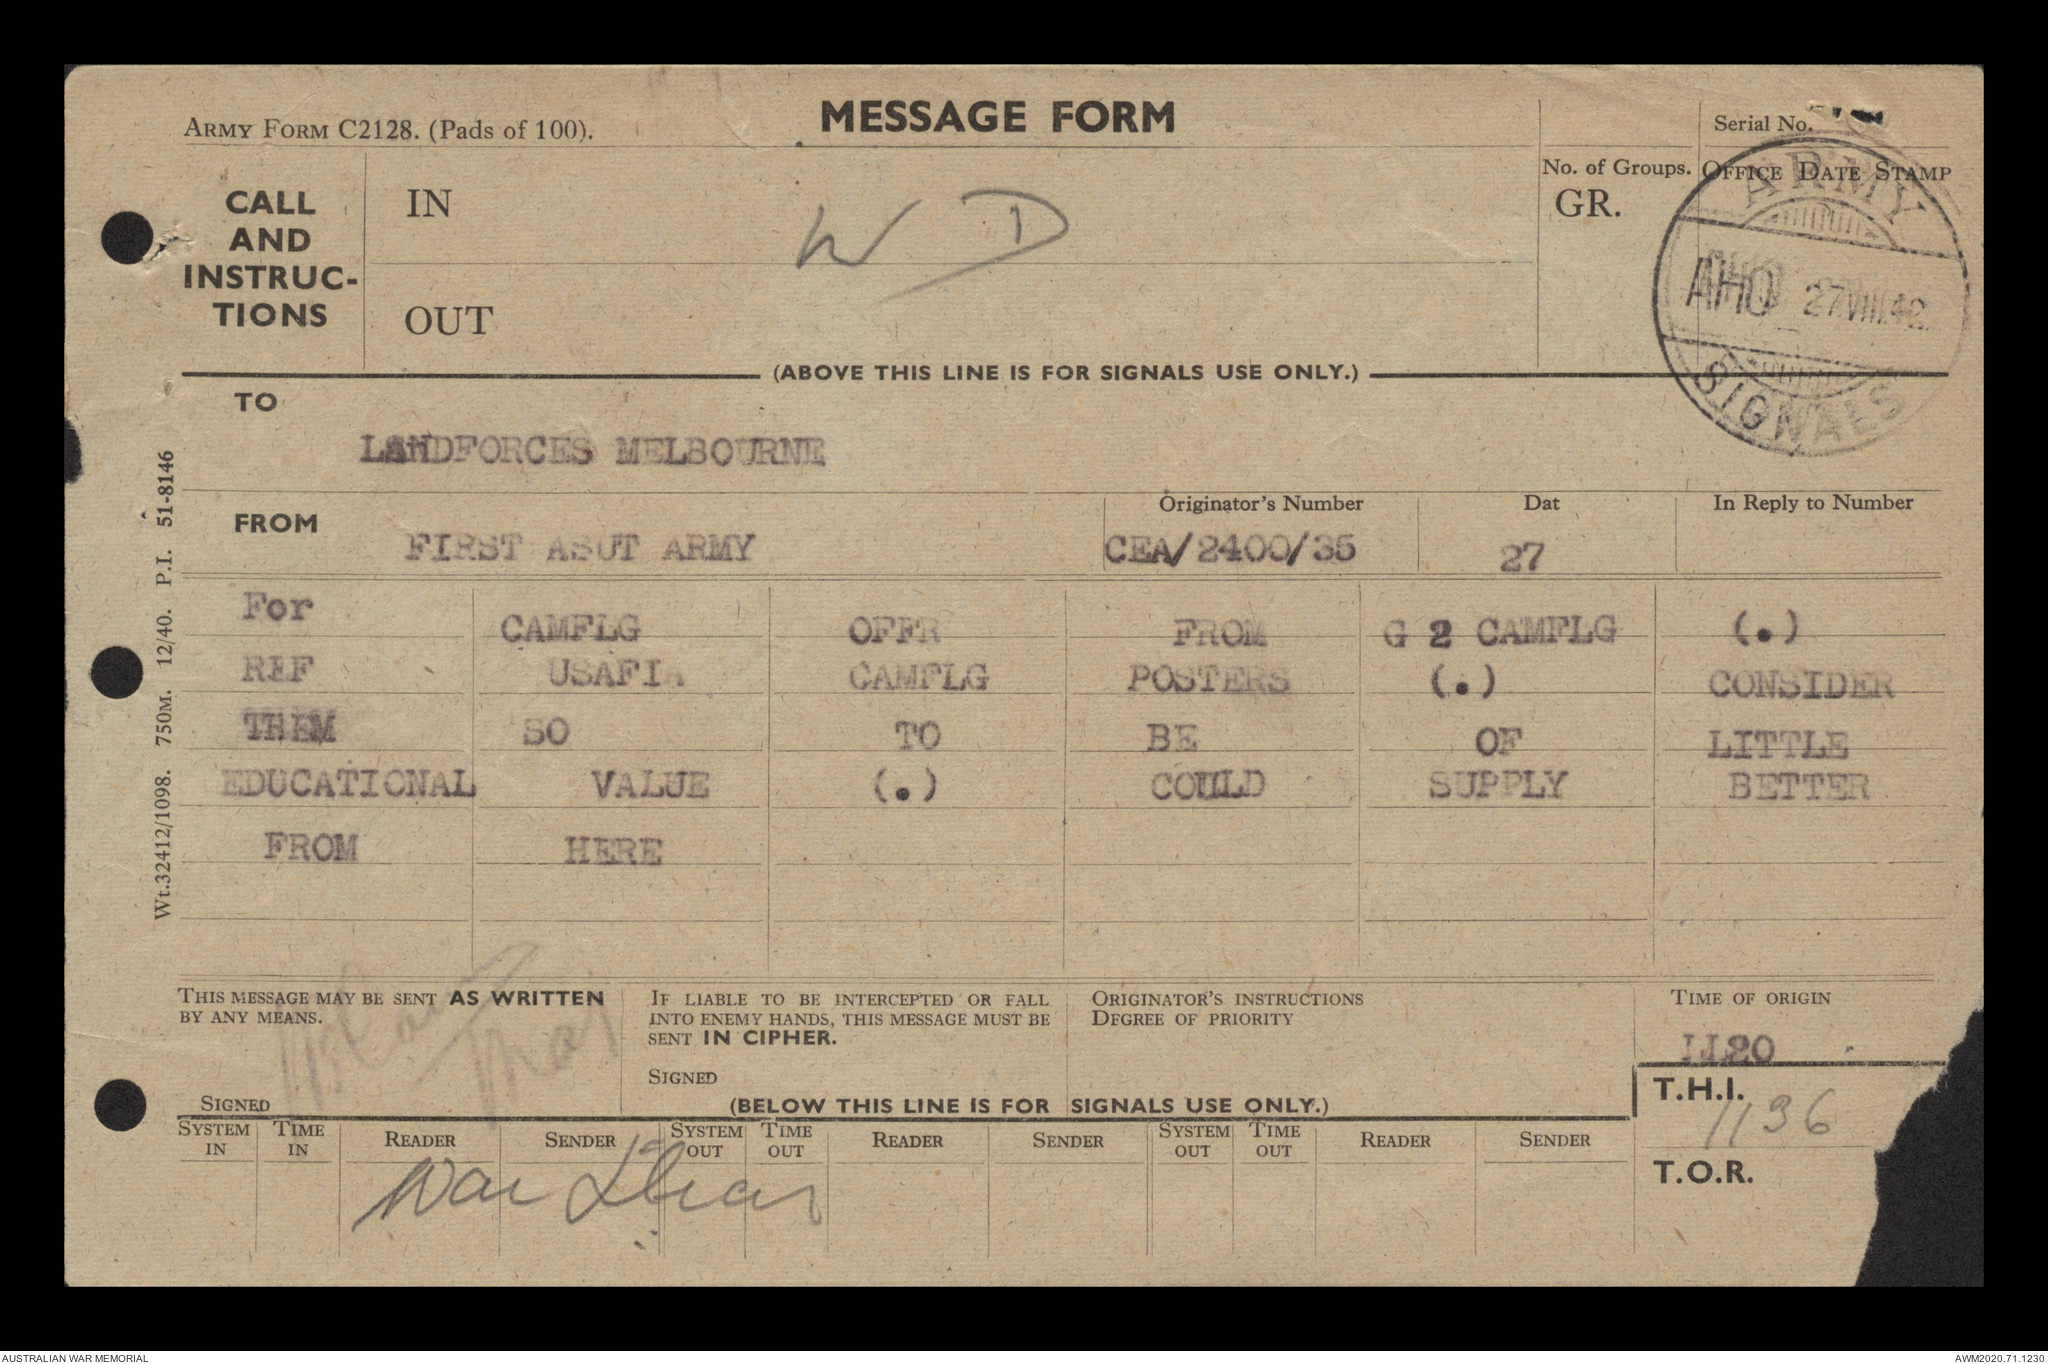 MESSAGE FORM
ARMY FORM C2128. (Pads of 100).
Serial No.
CALL AND INSTRUC-TIONS
IN
W D
No. of Groups.
GR.
OFFICE DATE STAMP
ARMY
AHQ 27.VIII.42
SIGNALS
OUT
(ABOVE THIS LINE IS FOR SIGNALS USE ONLY.)
TO
LANDFORCES MELBOURNE
FROM
FIRST ASUT ARMY
Originator's Number
CEA/2400/35
Dat
27
In Reply to Number
For CAMFLG OFFR FROM G 2 CAMFLG (.)
REF USAFIA CAMFLG POSTERS (.) CONSIDER
THEM SO TO BE OF LITTLE
EDUCATIONAL VALUE (.) COULD SUPPLY BETTER
FROM HERE
Wt.32412/1098. 750M. 12/40. P.I. 51-8146
THIS MESSAGE MAY BE SENT AS WRITTEN
BY ANY MEANS.
SIGNED
IF LIABLE TO BE INTERCEPTED OR FALL
INTO ENEMY HANDS, THIS MESSAGE MUST BE
SENT IN CIPHER.
SIGNED
ORIGINATOR'S INSTRUCTIONS
DEGREE OF PRIORITY
TIME OF ORIGIN
1120
(BELOW THIS LINE IS FOR SIGNALS USE ONLY.)
T.H.I.
1136
SYSTEM IN TIME IN READER SENDER SYSTEM OUT TIME OUT READER SENDER SYSTEM OUT TIME OUT READER SENDER
T.O.R.
AUSTRALIAN WAR MEMORIAL
AWM2020.71.1230